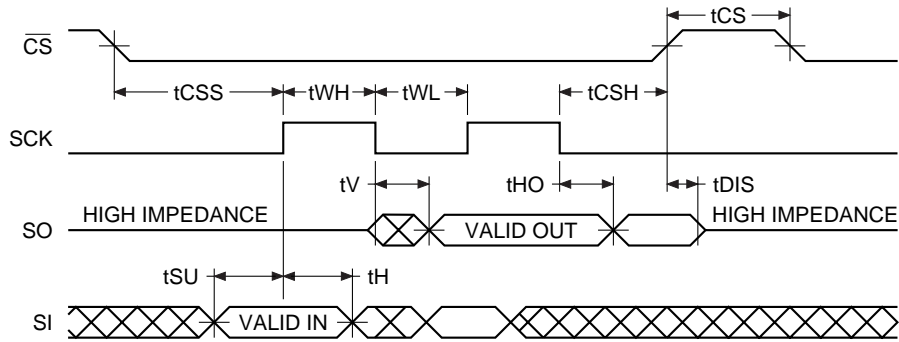 tCS
CS
tCSS tWH tWL tCSH
SCK
tV tHO tDIS
HIGH IMPEDANCE HIGH IMPEDANCE
SO VALID OUT
tSU tH
SI VALID IN